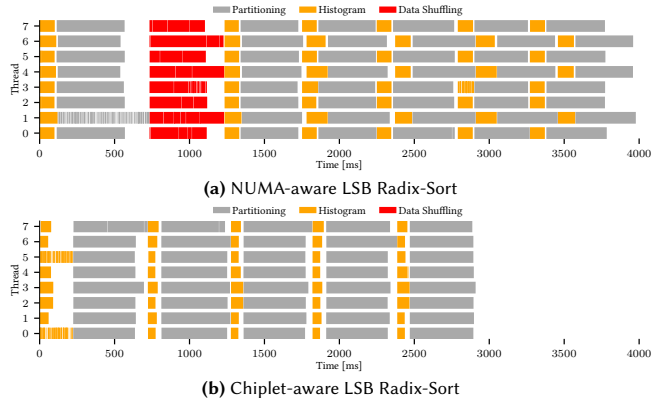 Partitioning Histogram Data Shuffling
7
6
5
4
3
2
1
0
Thread
0 500 1000 1500 2000 2500 3000 3500 4000
Time [ms]
(a) NUMA-aware LSB Radix-Sort
Partitioning Histogram Data Shuffling
7
6
5
4
3
2
1
0
Thread
0 500 1000 1500 2000 2500 3000 3500 4000
Time [ms]
(b) Chiplet-aware LSB Radix-Sort